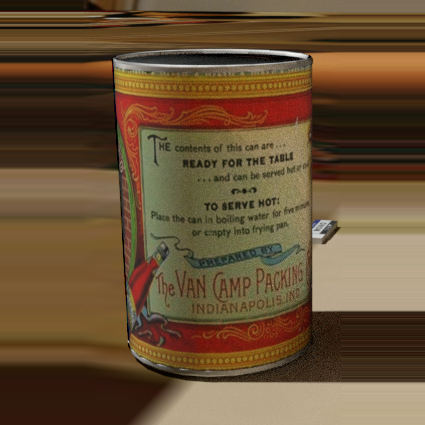 THE contents of this can are ...
READY FOR THE TABLE
... and can be served hot or
TO SERVE HOT:
Place the can in boiling water for five minutes
or empty into frying pan.
PREPARED BY
The VAN CAMP PACKING
INDIANAPOLIS, IND